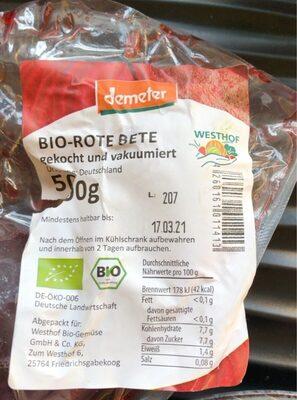 demeter
BIO-ROTE BETE
gekocht und vakuumiert
WESTHOF
L: 207
Mindestens haltbar bis:
17.03.21
Nach dem Öffnen im Kühlschrank aufbewahren
und innerhalb von 2 Tagen aufbrauchen.
DE-ÖKO-006
Deutsche Landwirtschaft
BIO
Abgepackt für:
Westhof Bio-Gemüse
GmbH & Co. KG,
Zum Westhof 6,
25764 Friedrichsgabekoog
Durchschnittliche
Nährwerte pro 100 g
Brennwert 178 kJ (42 kcal)
Fett <0,1 g
davon gesättigte
Fettsäuren <0,1 g
Kohlenhydrate 7,7 g
davon Zucker 7,7 g
Eiweiß 1,4 g
Salz 0,08 g